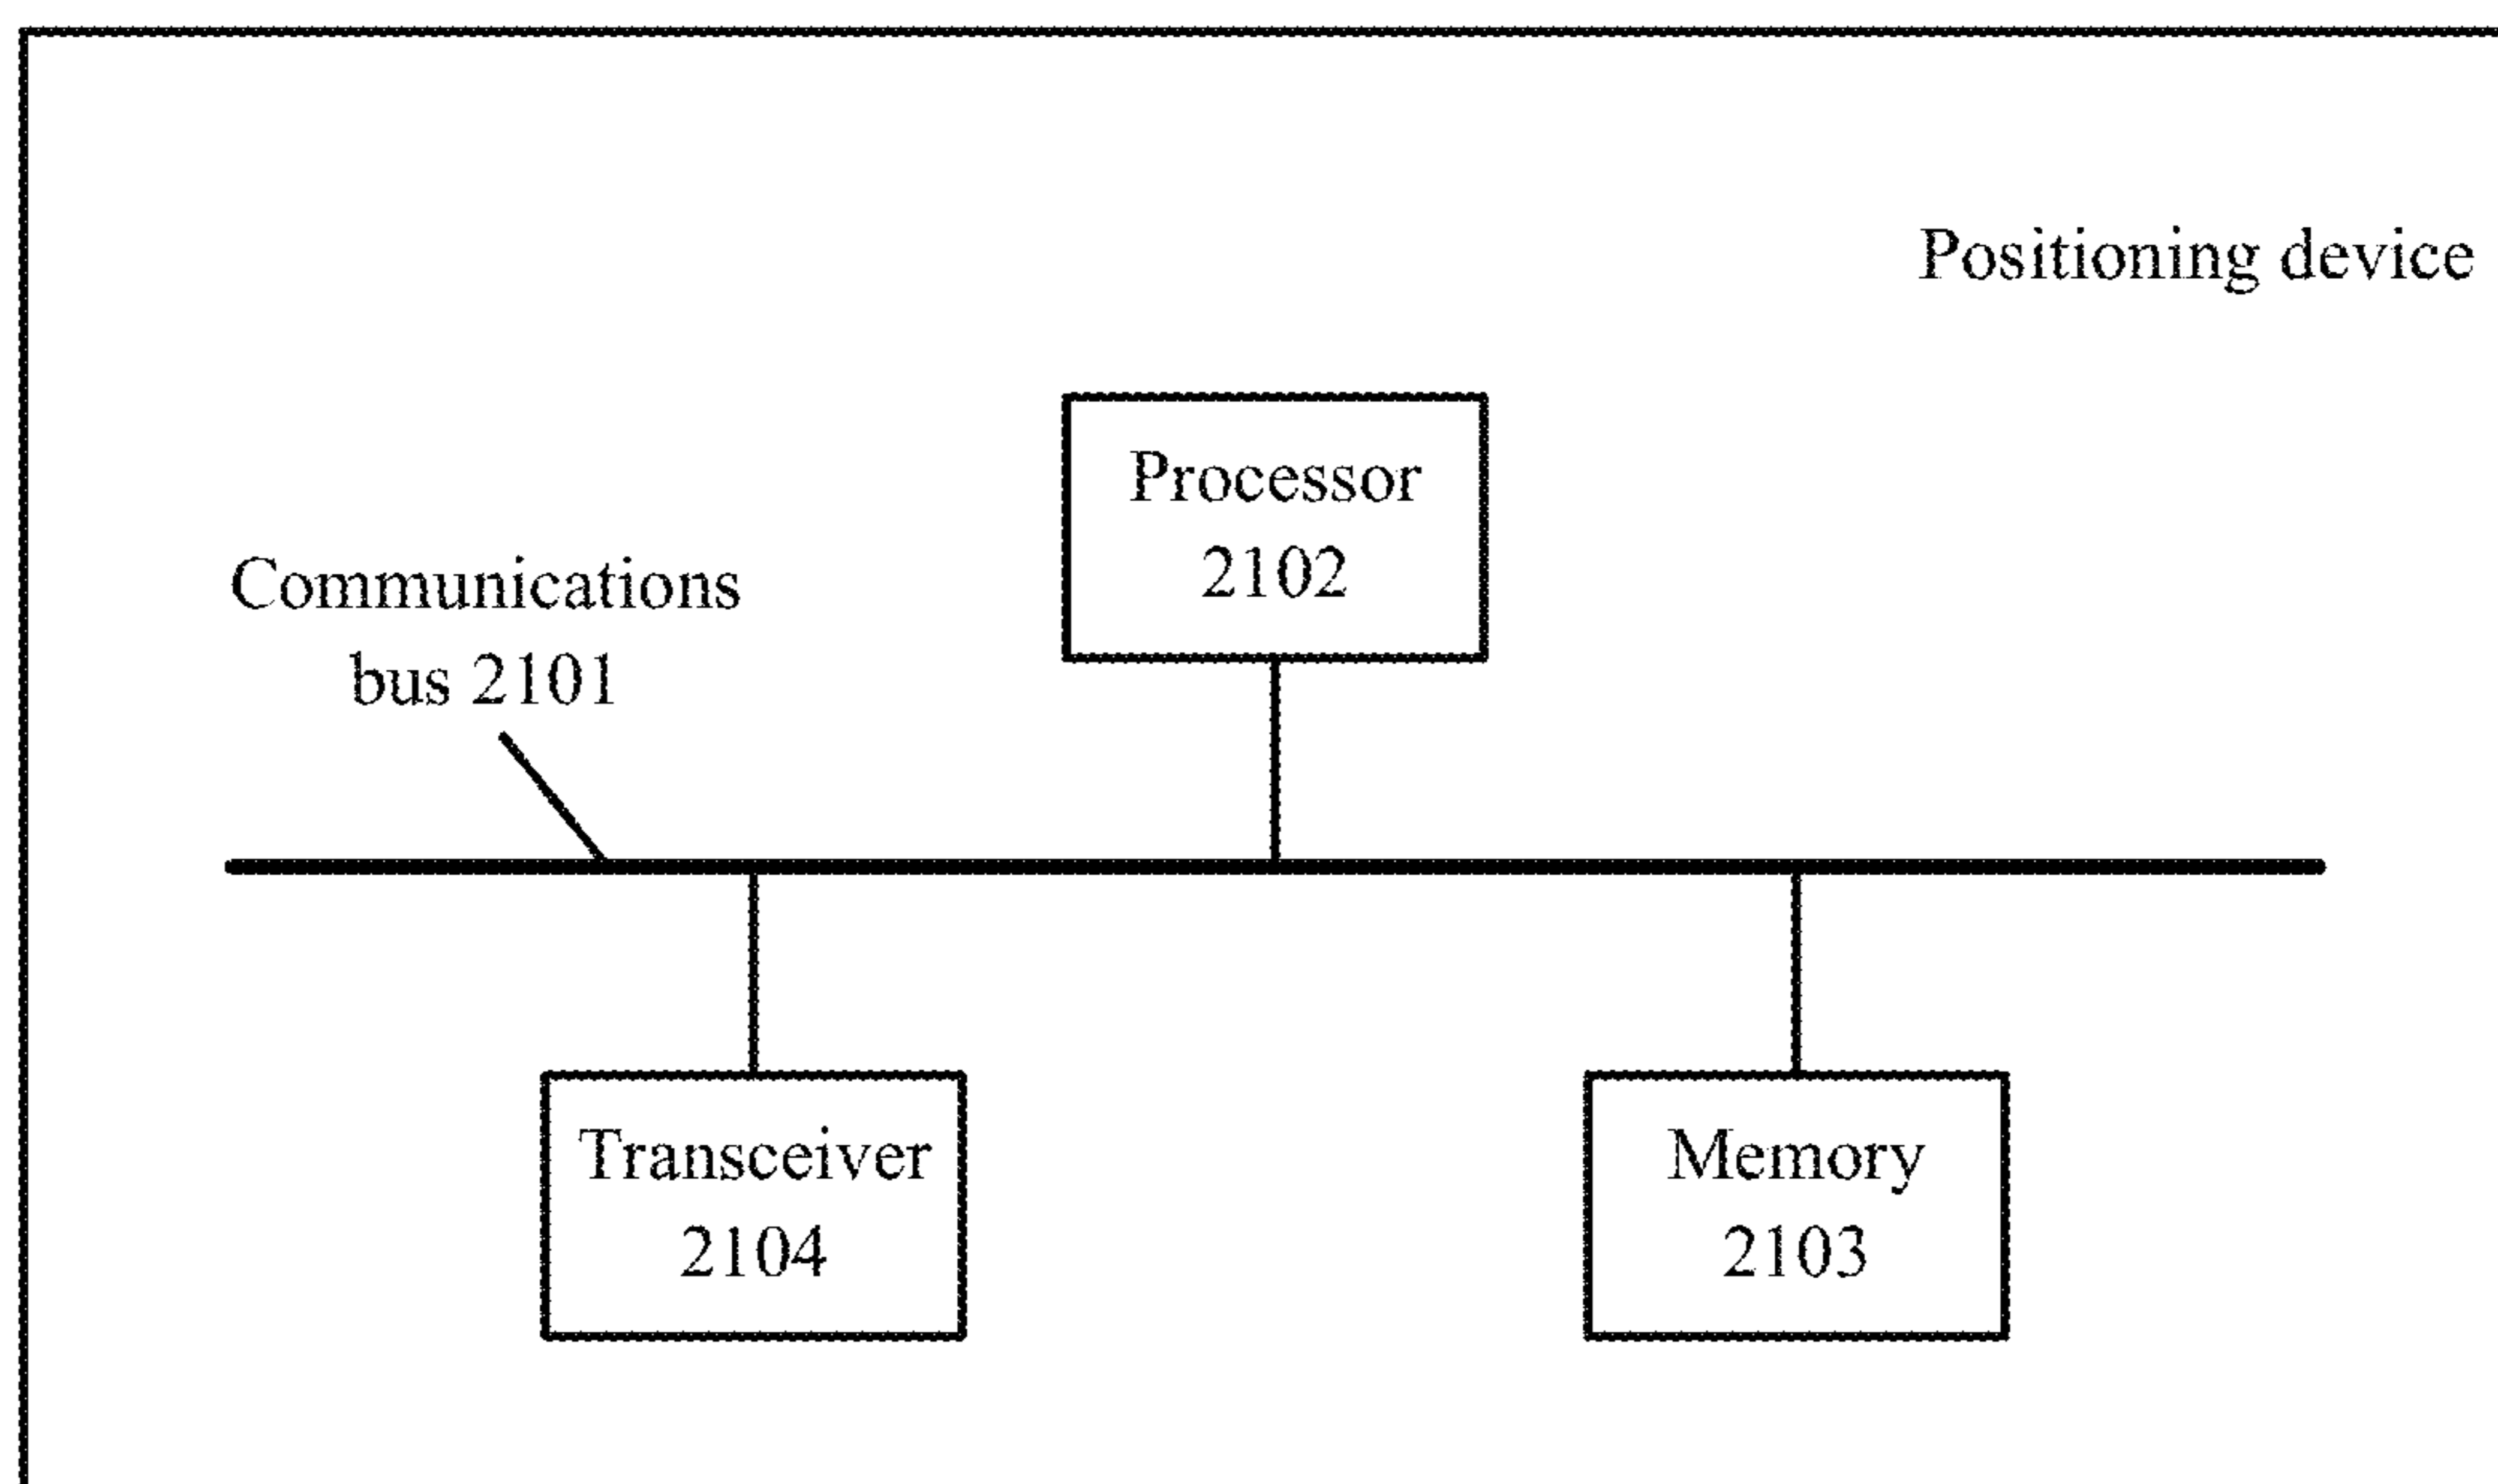 Positioning device
Processor
2102
Communications
bus 2101
Transceiver
2104
Memory
2103